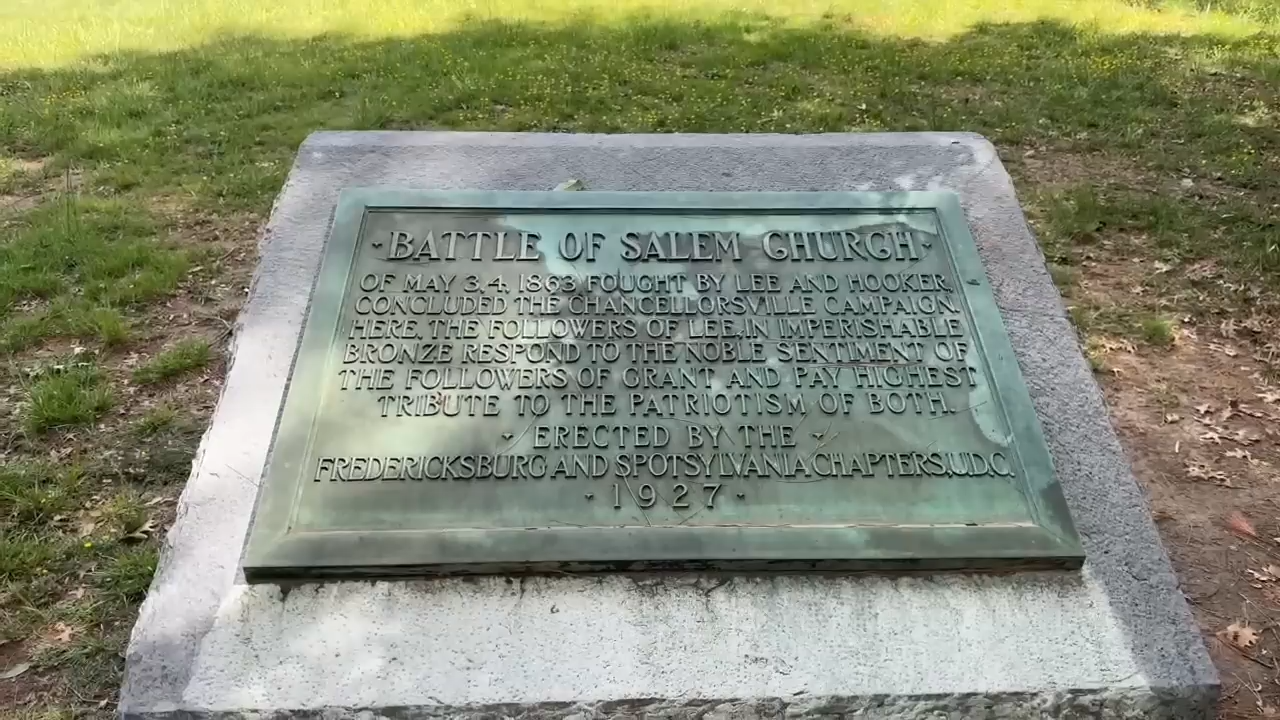 · BATTLE OF SALEM CHURCH ·
OF MAY 3,4, 1863 FOUGHT BY LEE AND HOOKER,
CONCLUDED THE CHANCELLORSVILLE CAMPAIGN.
HERE, THE FOLLOWERS OF LEE, IN IMPERISHABLE
BRONZE RESPOND TO THE NOBLE SENTIMENT OF
THE FOLLOWERS OF GRANT AND PAY HIGHEST
TRIBUTE TO THE PATRIOTISM OF BOTH.
· ERECTED BY THE ·
FREDERICKSBURG AND SPOTSYLVANIA CHAPTERS, U.D.C.
· 1927 ·